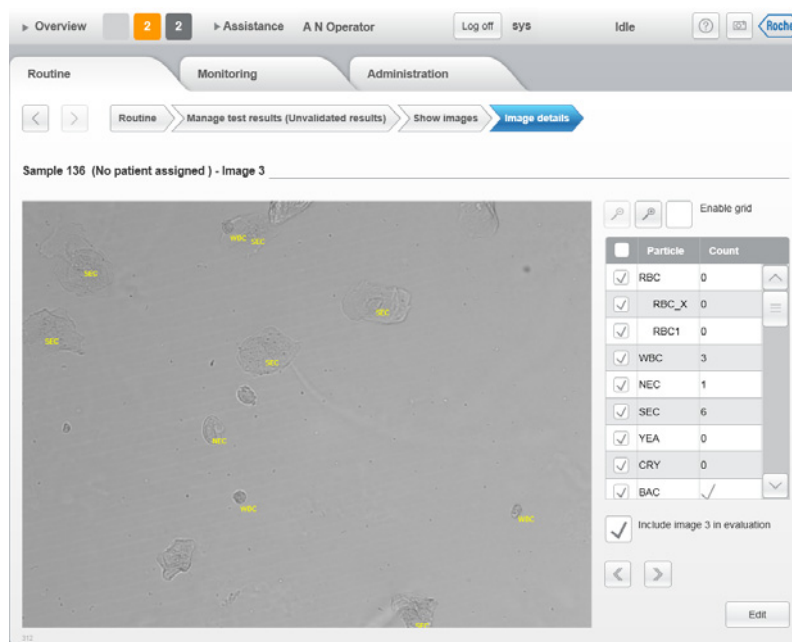 Overview 2 2 Assistance A N Operator Log off sys Idle Roche
Routine Monitoring Administration
Routine Manage test results (Unvalidated results) Show images Image details
Sample 136 (No patient assigned ) - Image 3
Enable grid
Particle Count
RBC 0
RBC_X 0
RBC1 0
WBC 3
NEC 1
SEC 6
YEA 0
CRY 0
BAC
Include image 3 in evaluation
Edit
WBC SEC
SEC
SEC
SEC
SEC
NEC
WBC
WBC
SEC
312